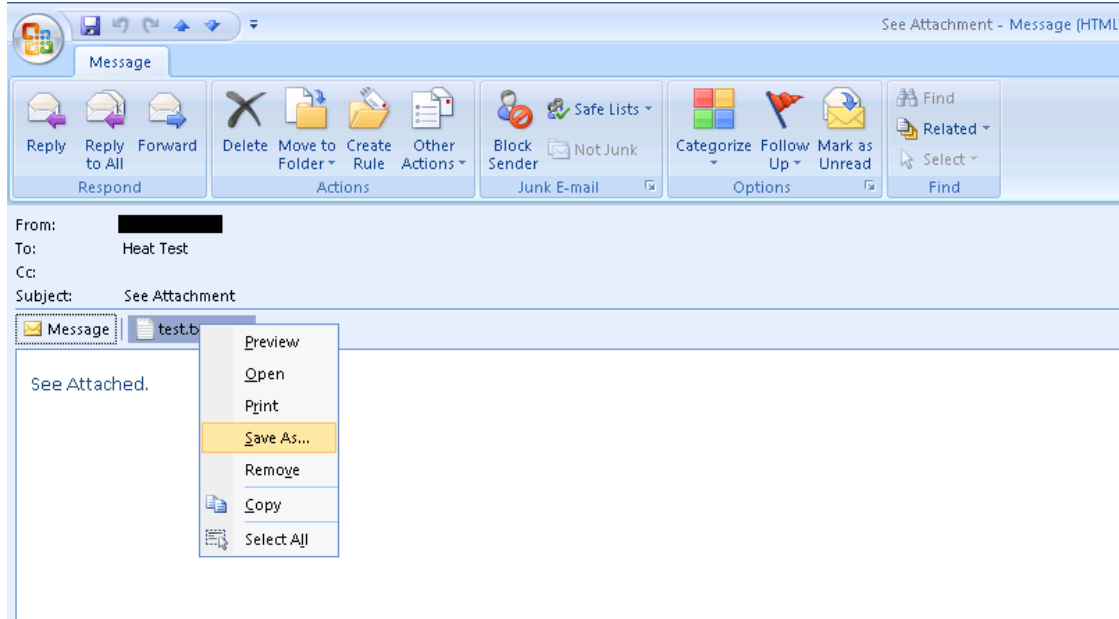 See Attachment - Message (HTML
Message
Reply
Reply to All
Forward
Delete
Move to Folder
Create Rule
Other Actions
Block Sender
Safe Lists
Not Junk
Categorize
Follow Up
Mark as Unread
Find
Related
Select
Respond
Actions
Junk E-mail
Options
Find
From:
To: Heat Test
Cc:
Subject: See Attachment
Message
Preview
Open
Print
Save As...
Remove
Copy
Select All
See Attached.